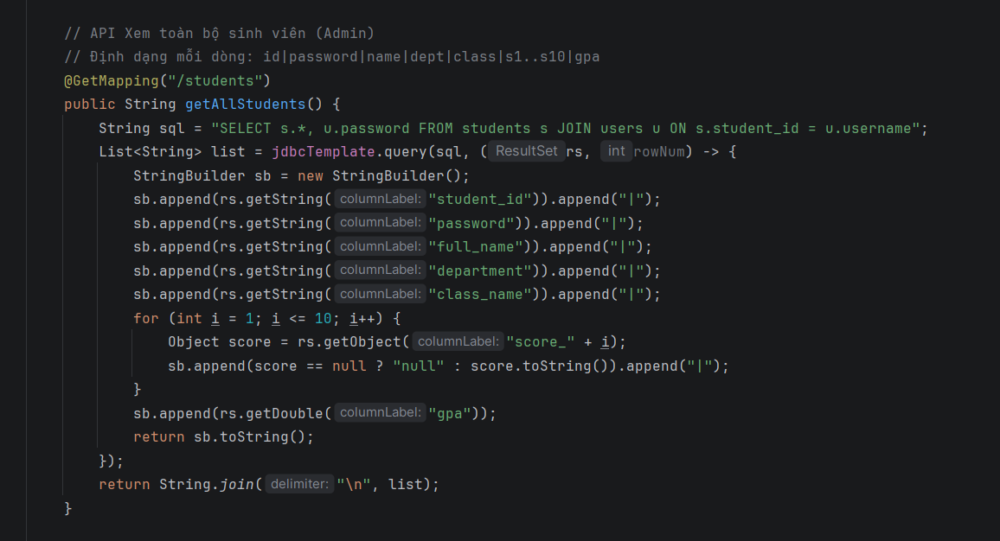 // API Xem toàn bộ sinh viên (Admin)
// Định dạng mỗi dòng: id|password|name|dept|class|s1..s10|gpa
@GetMapping("/students")
public String getAllStudents() {
    String sql = "SELECT s.*, u.password FROM students s JOIN users u ON s.student_id = u.username";
    List<String> list = jdbcTemplate.query(sql, (ResultSet rs, int rowNum) -> {
        StringBuilder sb = new StringBuilder();
        sb.append(rs.getString( columnLabel: "student_id")).append("|");
        sb.append(rs.getString( columnLabel: "password")).append("|");
        sb.append(rs.getString( columnLabel: "full_name")).append("|");
        sb.append(rs.getString( columnLabel: "department")).append("|");
        sb.append(rs.getString( columnLabel: "class_name")).append("|");
        for (int i = 1; i <= 10; i++) {
            Object score = rs.getObject( columnLabel: "score_" + i);
            sb.append(score == null ? "null" : score.toString()).append("|");
        }
        sb.append(rs.getDouble( columnLabel: "gpa"));
        return sb.toString();
    });
    return String.join( delimiter: "\n", list);
}